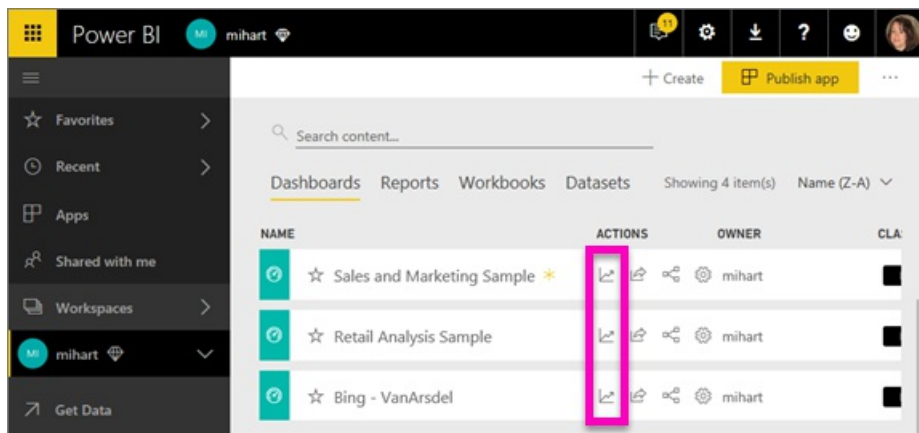 Power BI MI mihart 11
+ Create Publish app ...
Favorites
Search content...
Recent
Dashboards Reports Workbooks Datasets Showing 4 item(s) Name (Z-A)
Apps
NAME ACTIONS OWNER CLA
Shared with me
Sales and Marketing Sample mihart
Workspaces
Retail Analysis Sample mihart
MI mihart
Bing - VanArsdel mihart
Get Data